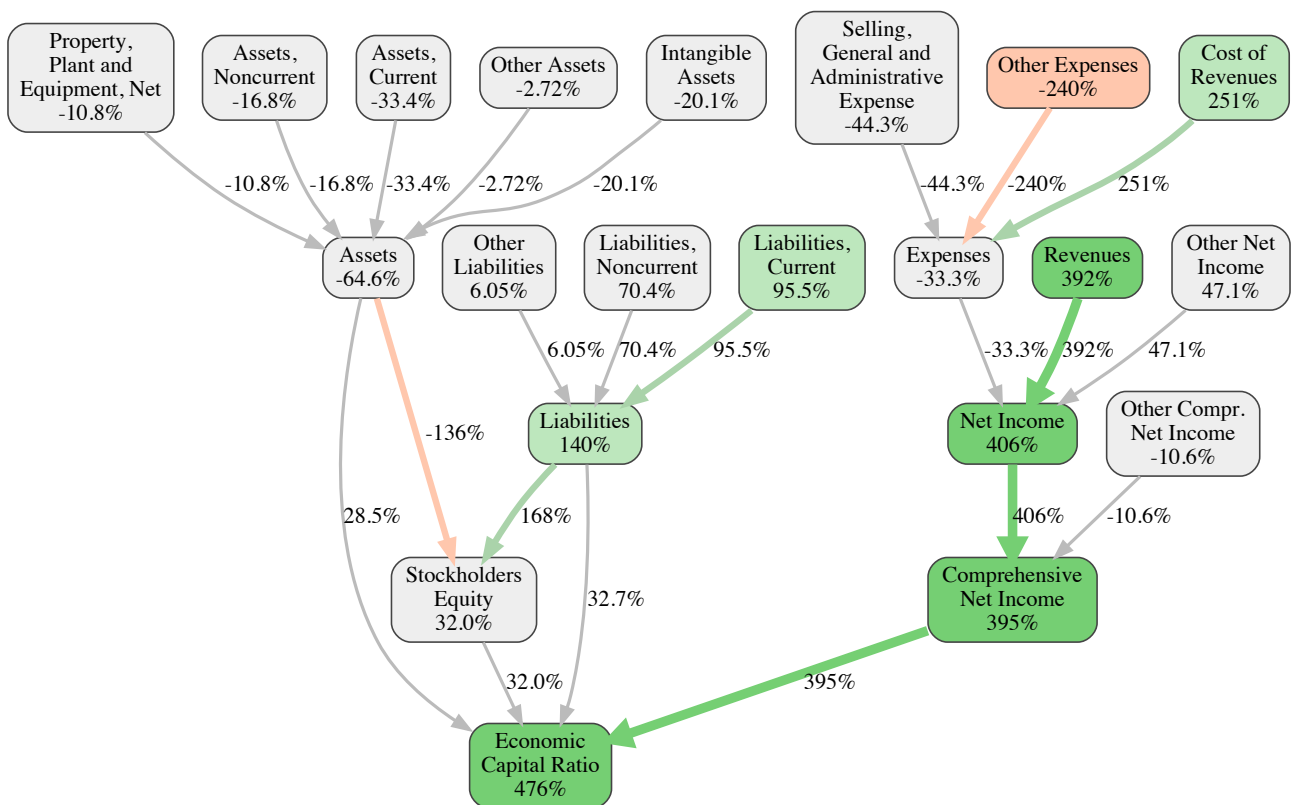 Property,
Plant and
Equipment, Net
-10.8%
Assets,
Noncurrent
-16.8%
Assets,
Current
-33.4%
Other Assets
-2.72%
Intangible
Assets
-20.1%
Selling,
General and
Administrative
Expense
-44.3%
Other Expenses
-240%
Cost of
Revenues
251%
-10.8%
-16.8%
-33.4%
-2.72%
-20.1%
-44.3%
-240%
251%
Assets
-64.6%
Other
Liabilities
6.05%
Liabilities,
Noncurrent
70.4%
Liabilities,
Current
95.5%
Expenses
-33.3%
Revenues
392%
Other Net
Income
47.1%
6.05%
70.4%
95.5%
-33.3%
392%
47.1%
-136%
Liabilities
140%
Net Income
406%
Other Compr.
Net Income
-10.6%
28.5%
168%
406%
-10.6%
Stockholders
Equity
32.0%
32.7%
Comprehensive
Net Income
395%
32.0%
395%
Economic
Capital Ratio
476%